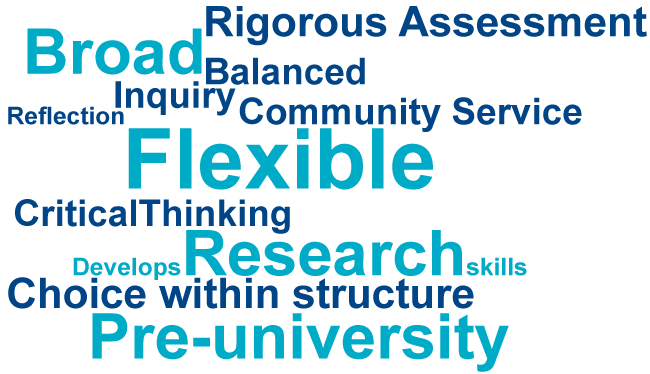 Rigorous Assessment
Broad
Balanced
Inquiry
Reflection
Community Service
Flexible
CriticalThinking
Develops Research skills
Choice within structure
Pre-university